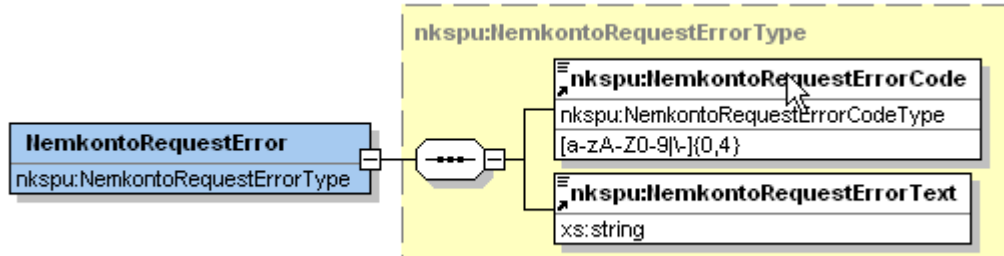 nkspu:NemkontoRequestErrorType
nkspu:NemkontoRequestErrorCode
nkspu:NemkontoRequestErrorCodeType
[a-zA-Z0-9|\-]{0,4}
NemkontoRequestError
nkspu:NemkontoRequestErrorType
nkspu:NemkontoRequestErrorText
xs:string